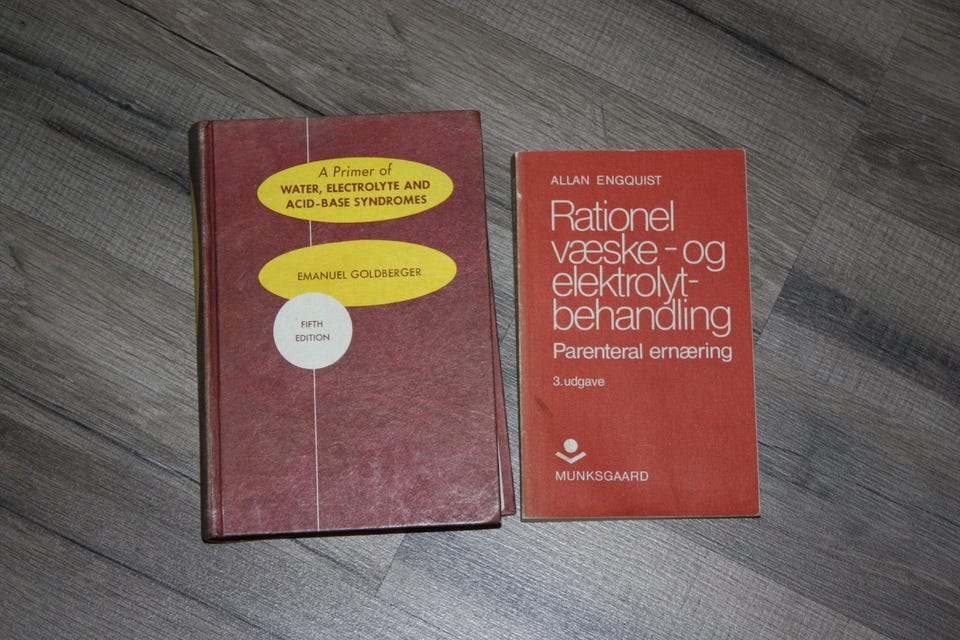 A Primer of
WATER, ELECTROLYTE AND
ACID-BASE SYNDROMES
EMANUEL GOLDBERGER
FIFTH
EDITION
ALLAN ENGQUIST
Rationel
væske-og
elektrolyt-
behandling
Parenteral ernæring
3. udgave
MUNKSGAARD